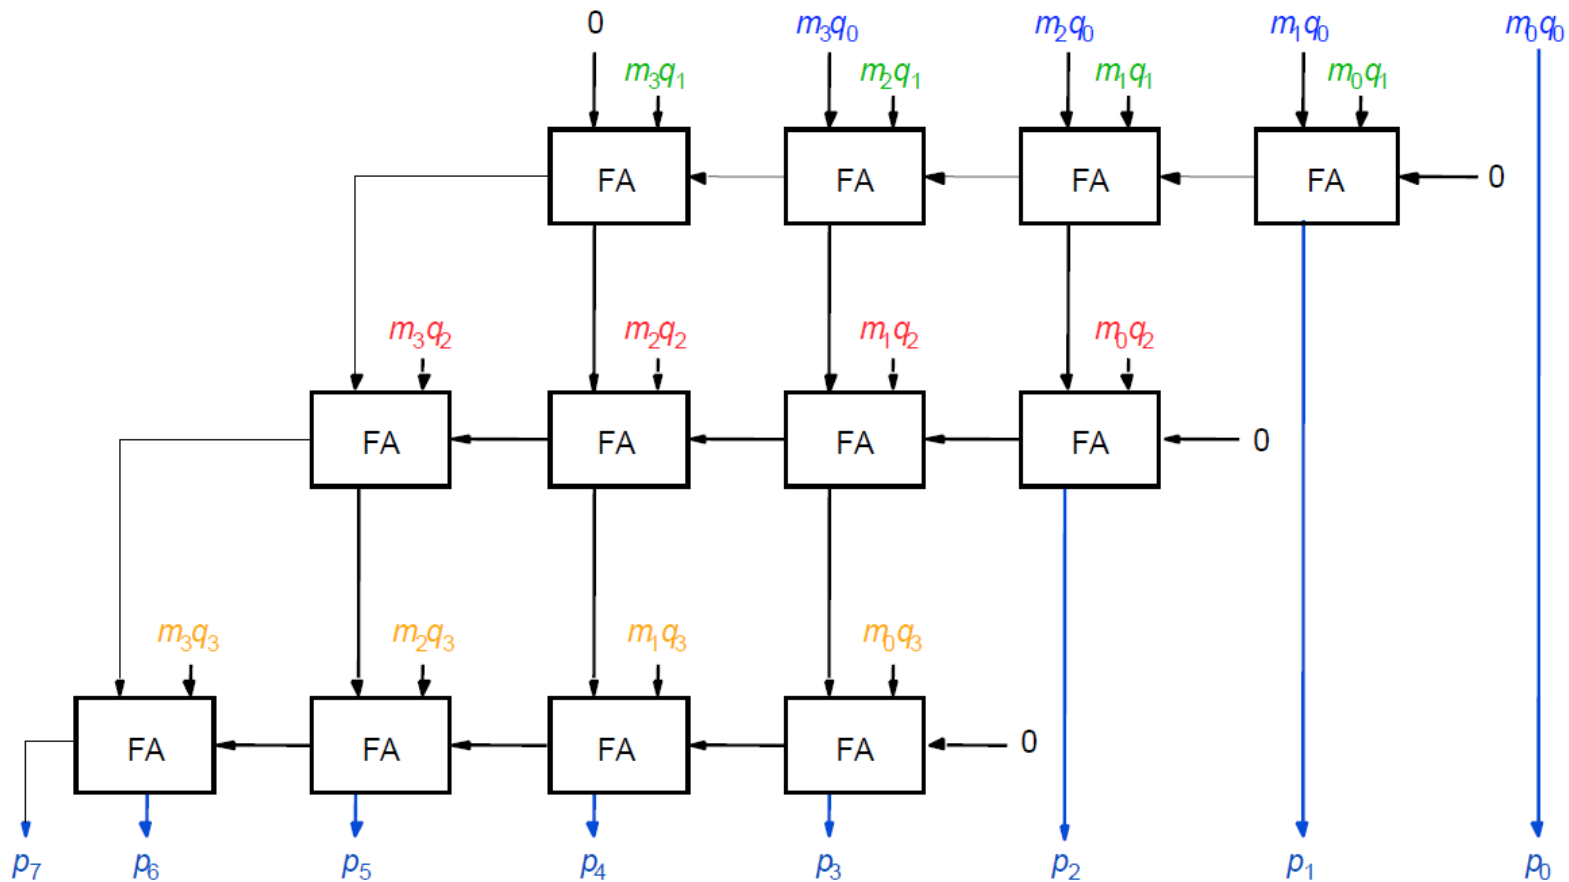 0 m₃q₀ m₂q₀ m₁q₀ m₀q₀
m₃q₁ m₂q₁ m₁q₁ m₀q₁
FA FA FA FA 0
m₃q₂ m₂q₂ m₁q₂ m₀q₂
FA FA FA FA 0
m₃q₃ m₂q₃ m₁q₃ m₀q₃
FA FA FA FA 0
p₇ p₆ p₅ p₄ p₃ p₂ p₁ p₀